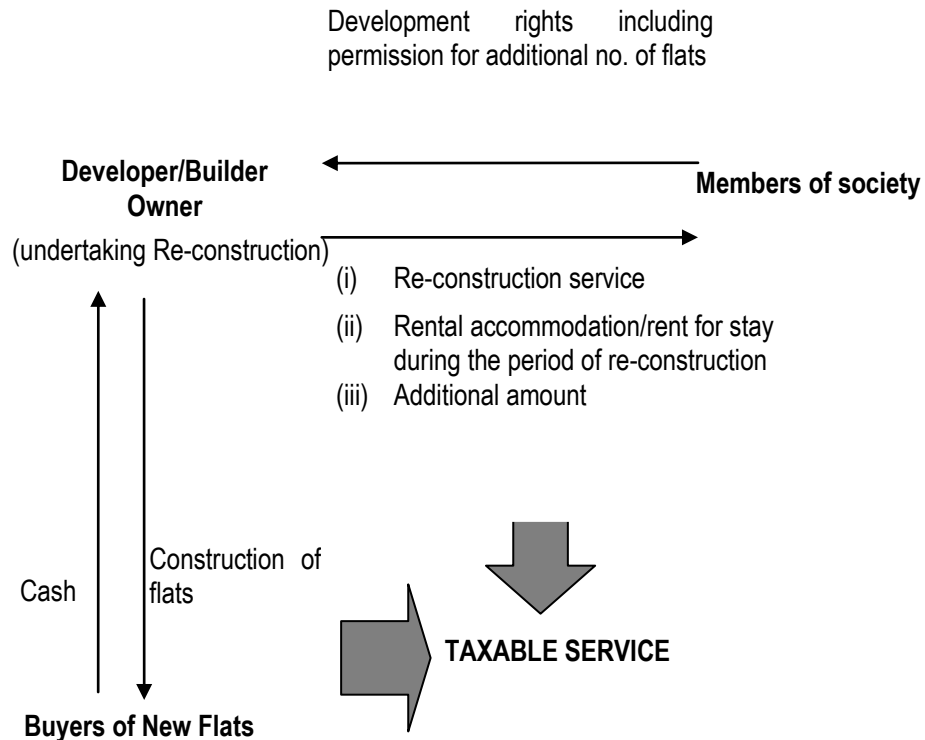 Development rights including
permission for additional no. of flats
Developer/Builder
Owner
Members of society
(undertaking Re-construction)
(i) Re-construction service
(ii) Rental accommodation/rent for stay
during the period of re-construction
(iii) Additional amount
Construction of
Cash
flats
TAXABLE SERVICE
Buyers of New Flats